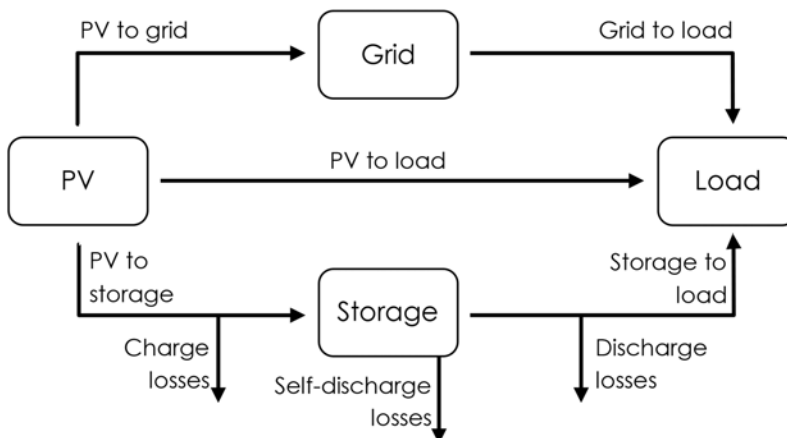 PV to grid
Grid
Grid to load
PV
PV to load
Load
PV to
storage
Storage
Storage to
load
Charge
losses
Self-discharge
losses
Discharge
losses